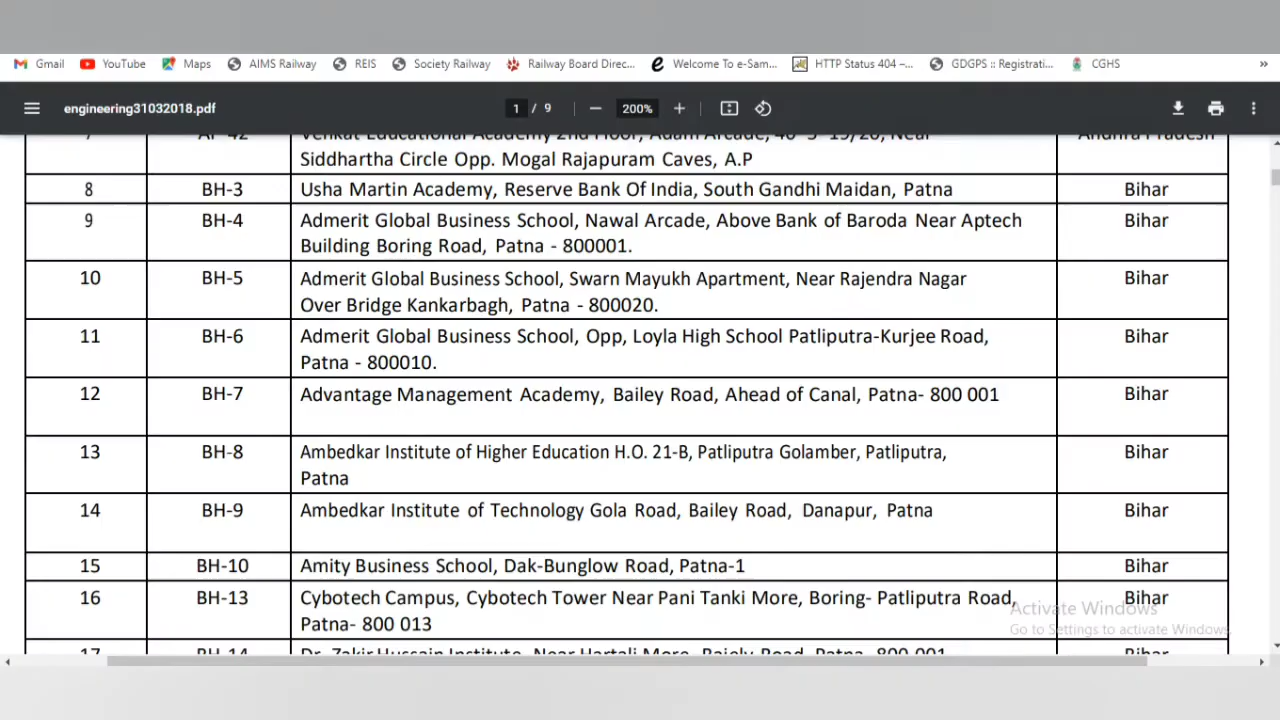 Gmail YouTube Maps AIMS Railway REIS Society Railway Railway Board Direc... Welcome To e-Sam... HTTP Status 404 –... GDGPS :: Registrati... CGHS »
engineering31032018.pdf 1 / 9 — 200% +
7 AP-42 Venkat Educational Academy 2nd Floor, Adam Arcade, 40-5-19/20, Near Andhra Pradesh
Siddhartha Circle Opp. Mogal Rajapuram Caves, A.P
8 BH-3 Usha Martin Academy, Reserve Bank Of India, South Gandhi Maidan, Patna Bihar
9 BH-4 Admerit Global Business School, Nawal Arcade, Above Bank of Baroda Near Aptech Bihar
Building Boring Road, Patna - 800001.
10 BH-5 Admerit Global Business School, Swarn Mayukh Apartment, Near Rajendra Nagar Bihar
Over Bridge Kankarbagh, Patna - 800020.
11 BH-6 Admerit Global Business School, Opp, Loyla High School Patliputra-Kurjee Road, Bihar
Patna - 800010.
12 BH-7 Advantage Management Academy, Bailey Road, Ahead of Canal, Patna- 800 001 Bihar
13 BH-8 Ambedkar Institute of Higher Education H.O. 21-B, Patliputra Golamber, Patliputra, Bihar
Patna
14 BH-9 Ambedkar Institute of Technology Gola Road, Bailey Road, Danapur, Patna Bihar
15 BH-10 Amity Business School, Dak-Bunglow Road, Patna-1 Bihar
16 BH-13 Cybotech Campus, Cybotech Tower Near Pani Tanki More, Boring- Patliputra Road, Bihar
Patna- 800 013
Activate Windows
Go to Settings to activate Windows.
17 BH-14 Dr. Zakir Hussain Institute, Near Hartali More, Baiely Road, Patna- 800 001 Bihar